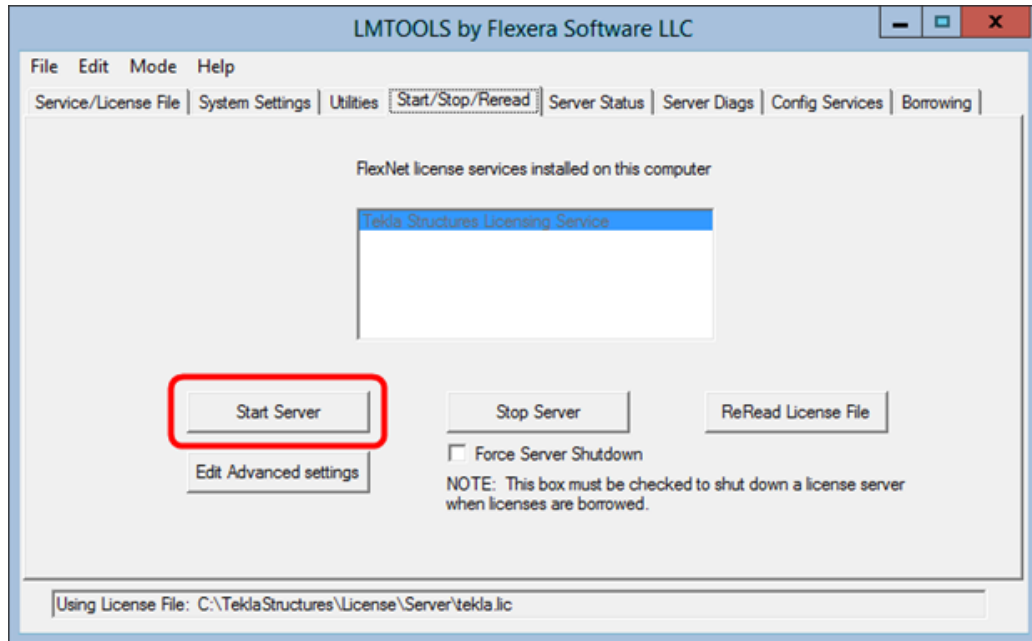 LMTOOLS by Flexera Software LLC
File Edit Mode Help
Service/License File System Settings Utilities Start/Stop/Reread Server Status Server Diags Config Services Borrowing
FlexNet license services installed on this computer
Tekla Structures Licensing Service
Start Server Stop Server ReRead License File
Edit Advanced settings Force Server Shutdown
NOTE: This box must be checked to shut down a license server
when licenses are borrowed.
Using License File: C:\TeklaStructures\License\Server\tekla.lic